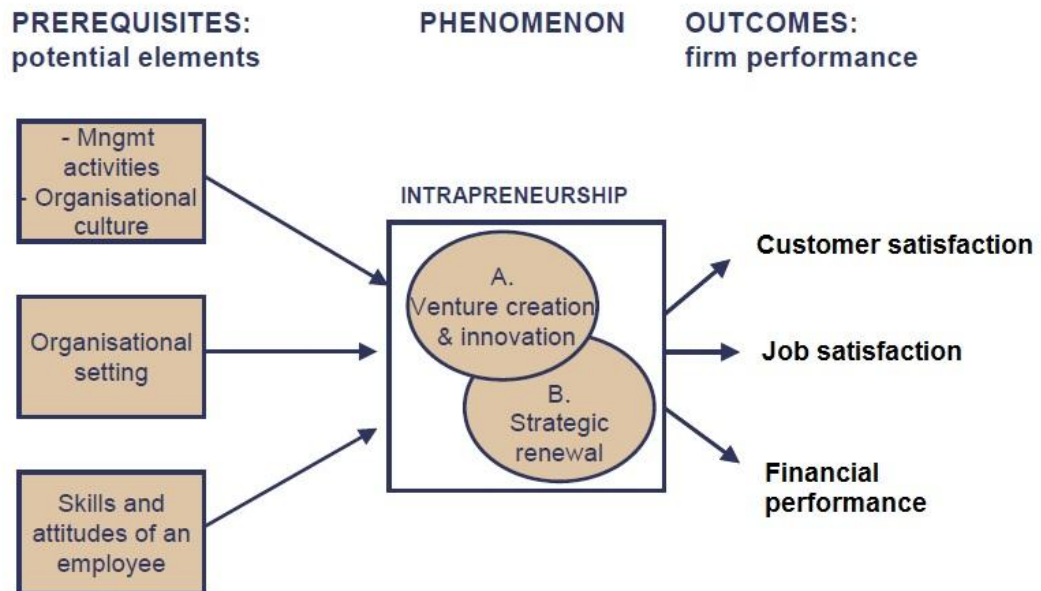 PREREQUISITES:
potential elements
PHENOMENON
OUTCOMES:
firm performance
- Mngmt
activities
- Organisational
culture
Organisational
setting
Skills and
attitudes of an
employee
INTRAPRENEURSHIP
A.
Venture creation
& innovation
B.
Strategic
renewal
Customer satisfaction
Job satisfaction
Financial
performance